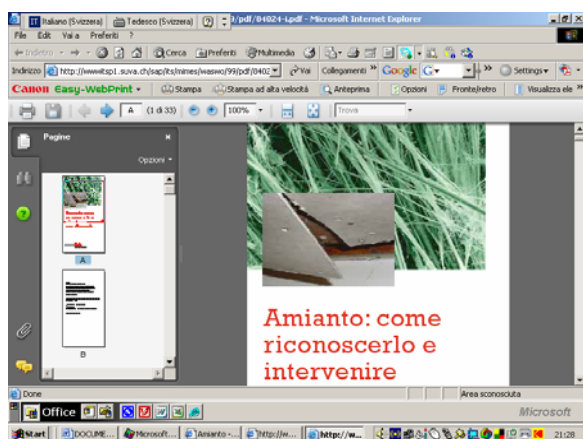 Italiano (Svizzera) Tedesco (Svizzera) /pdf/84024-i.pdf - Microsoft Internet Explorer
File Edit Vai a Preferiti ?
Indietro Cerca Preferiti Multimedia
Indirizzo http://wwwitsp1.suva.ch/sap/its/mimes/waswo/99/pdf/8402 Vai Collegamenti » Google G » Settings
Canon Easy-WebPrint Stampa Stampa ad alta velocità Anteprima Opzioni Fronte/retro Visualizza ele »
A (1 di 33) 100% Trova
Pagine
Opzioni
A
B
Amianto: come
riconoscerlo e
intervenire
Done Area sconosciuta
Office Microsoft
Start DOCUME... Microsoft... Amianto -... http://w... http://w... 21:28